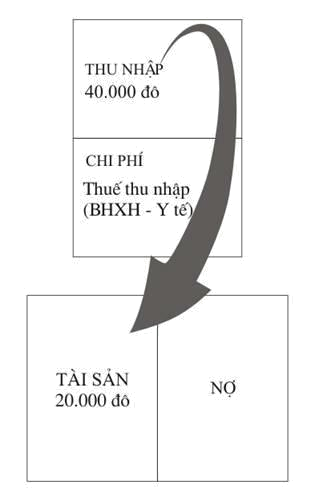 THU NHẬP
40.000 đô
CHI PHÍ
Thuế thu nhập
(BHXH - Y tế)
TÀI SẢN
20.000 đô
NỢ